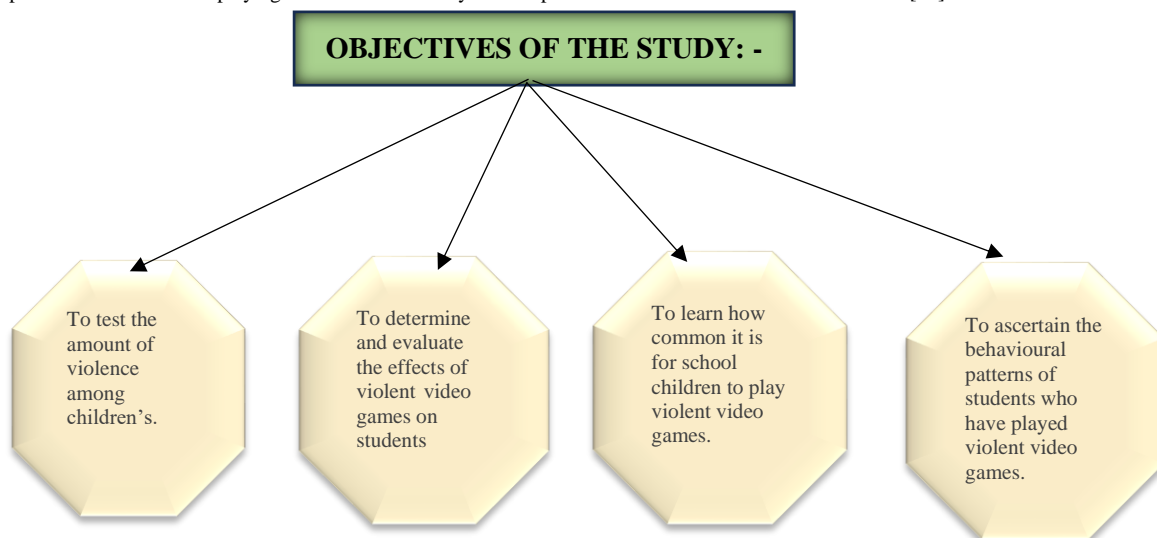 OBJECTIVES OF THE STUDY: -
To test the
amount of
violence
among
children’s.
To determine
and evaluate
the effects of
violent video
games on
students
To learn how
common it is
for school
children to play
violent video
games.
To ascertain the
behavioural
patterns of
students who
have played
violent video
games.